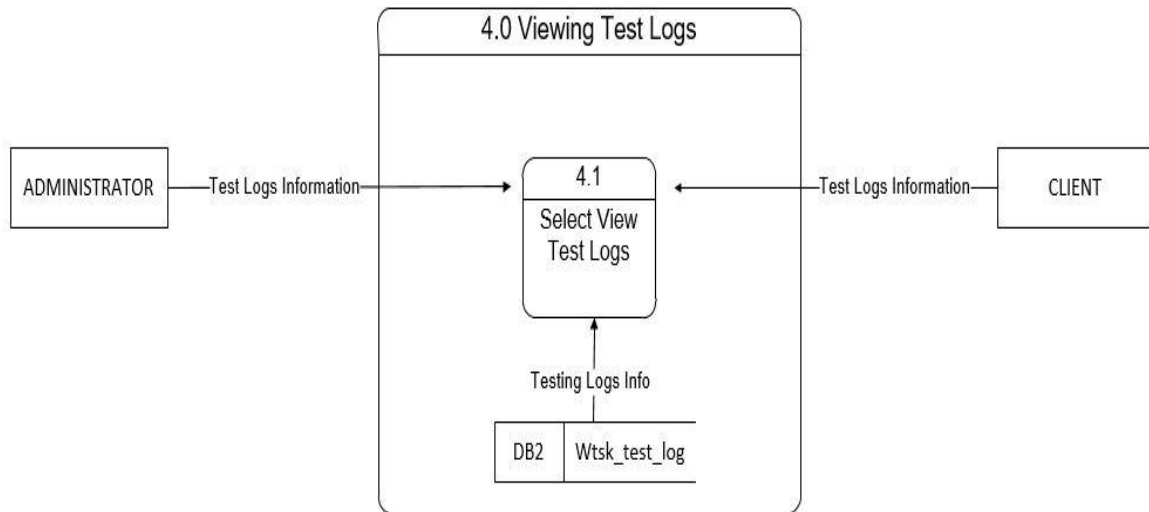 4.0 Viewing Test Logs
ADMINISTRATOR
Test Logs Information
4.1
Select View
Test Logs
Test Logs Information
CLIENT
Testing Logs Info
DB2
Wtsk_test_log